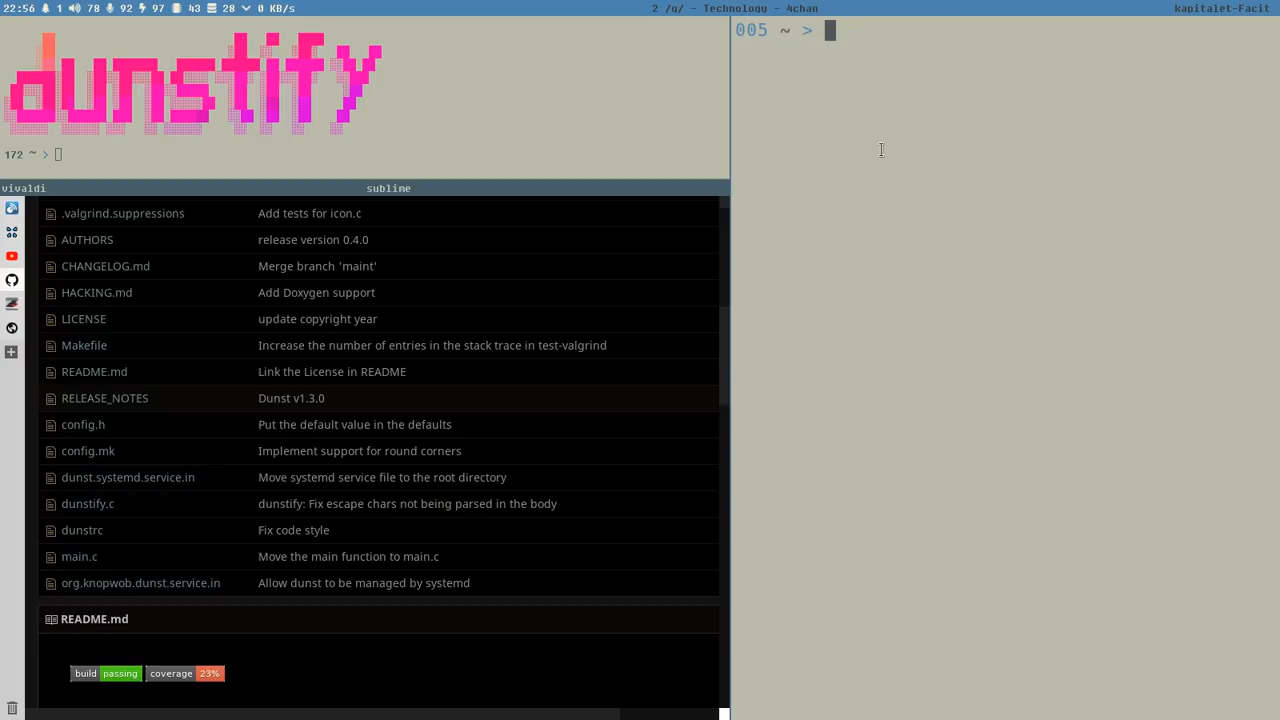 22:56 1 78 92 97 43 28 0 KB/s 2 /g/ - Technology - 4chan kapitalet-Facit
dunstify
172 ~ >
005 ~ >
vivaldi sublime
.valgrind.suppressions Add tests for icon.c
AUTHORS release version 0.4.0
CHANGELOG.md Merge branch 'maint'
HACKING.md Add Doxygen support
LICENSE update copyright year
Makefile Increase the number of entries in the stack trace in test-valgrind
README.md Link the License in README
RELEASE_NOTES Dunst v1.3.0
config.h Put the default value in the defaults
config.mk Implement support for round corners
dunst.systemd.service.in Move systemd service file to the root directory
dunstify.c dunstify: Fix escape chars not being parsed in the body
dunstrc Fix code style
main.c Move the main function to main.c
org.knopwob.dunst.service.in Allow dunst to be managed by systemd
README.md
build passing coverage 23%